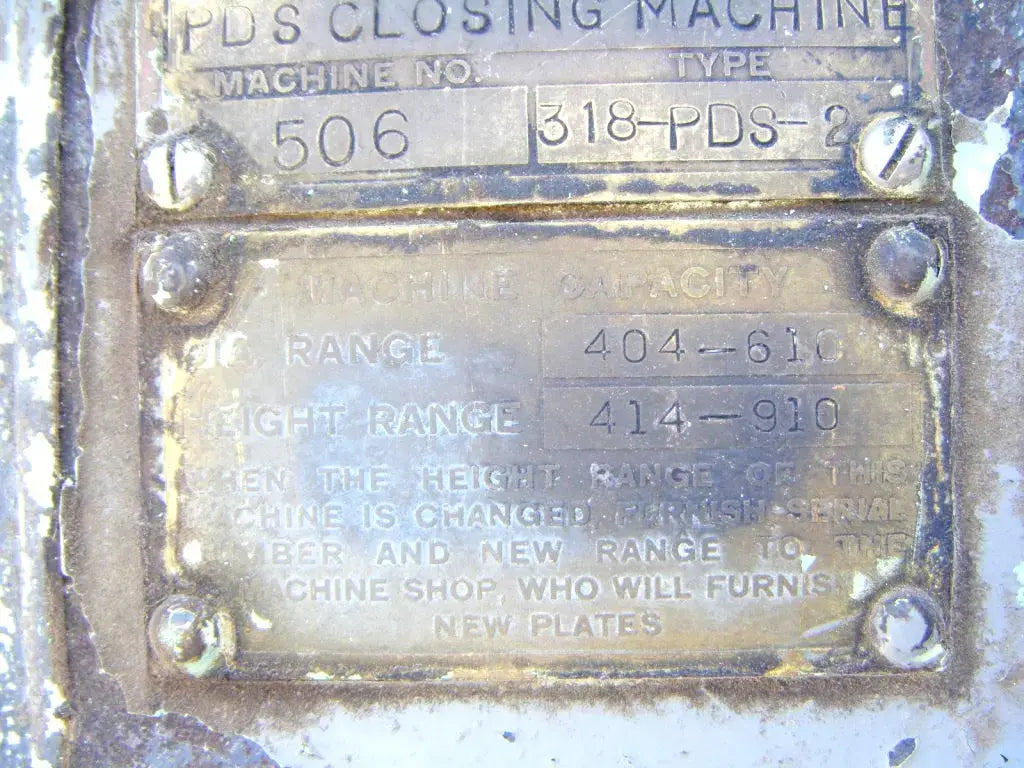 PDS CLOSING MACHINE
MACHINE NO. TYPE
506 318-PDS-2
MACHINE CAPACITY
RANGE 404-610
HEIGHT RANGE 414-910
WHEN THE HEIGHT RANGE OF THIS
MACHINE IS CHANGED, FURNISH SERIAL
NUMBER AND NEW RANGE TO THE
MACHINE SHOP, WHO WILL FURNISH
NEW PLATES